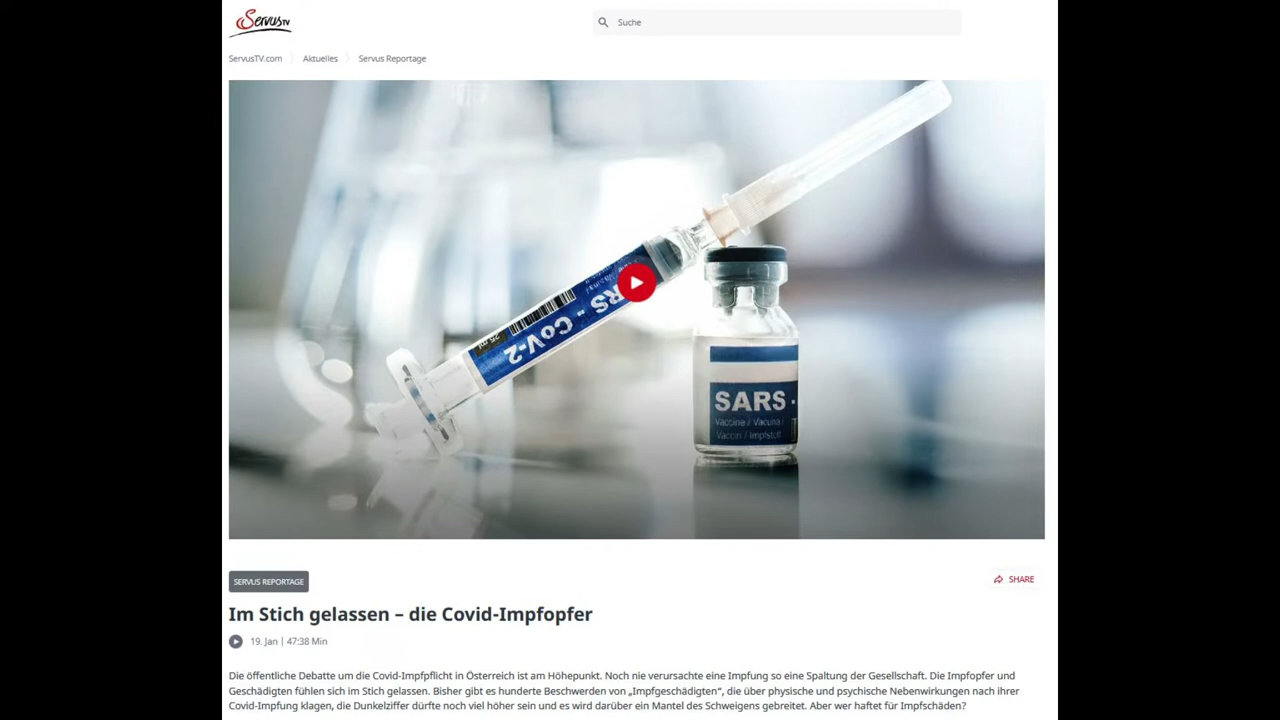 ServusTV
Suche
ServusTV.com
Aktuelles
Servus Reportage
SARS - CoV-2
25 ml
SARS -
Vaccine / Vacuna /
Vaccin / Impfstoff
SERVUS REPORTAGE
SHARE
Im Stich gelassen – die Covid-Impfopfer
19. Jan | 47:38 Min
Die öffentliche Debatte um die Covid-Impfpflicht in Österreich ist am Höhepunkt. Noch nie verursachte eine Impfung so eine Spaltung der Gesellschaft. Die Impfopfer und
Geschädigten fühlen sich im Stich gelassen. Bisher gibt es hunderte Beschwerden von „Impfgeschädigten“, die über physische und psychische Nebenwirkungen nach ihrer
Covid-Impfung klagen, die Dunkelziffer dürfte noch viel höher sein und es wird darüber ein Mantel des Schweigens gebreitet. Aber wer haftet für Impfschäden?